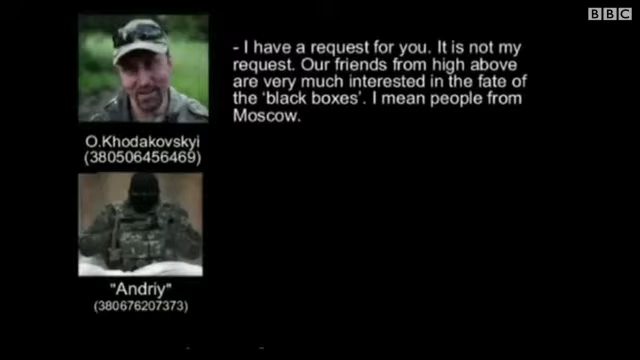 BBC
- I have a request for you. It is not my
request. Our friends from high above
are very much interested in the fate of
the ‘black boxes’. I mean people from
Moscow.
O.Khodakovskyi
(380506456469)
"Andriy"
(380676207373)